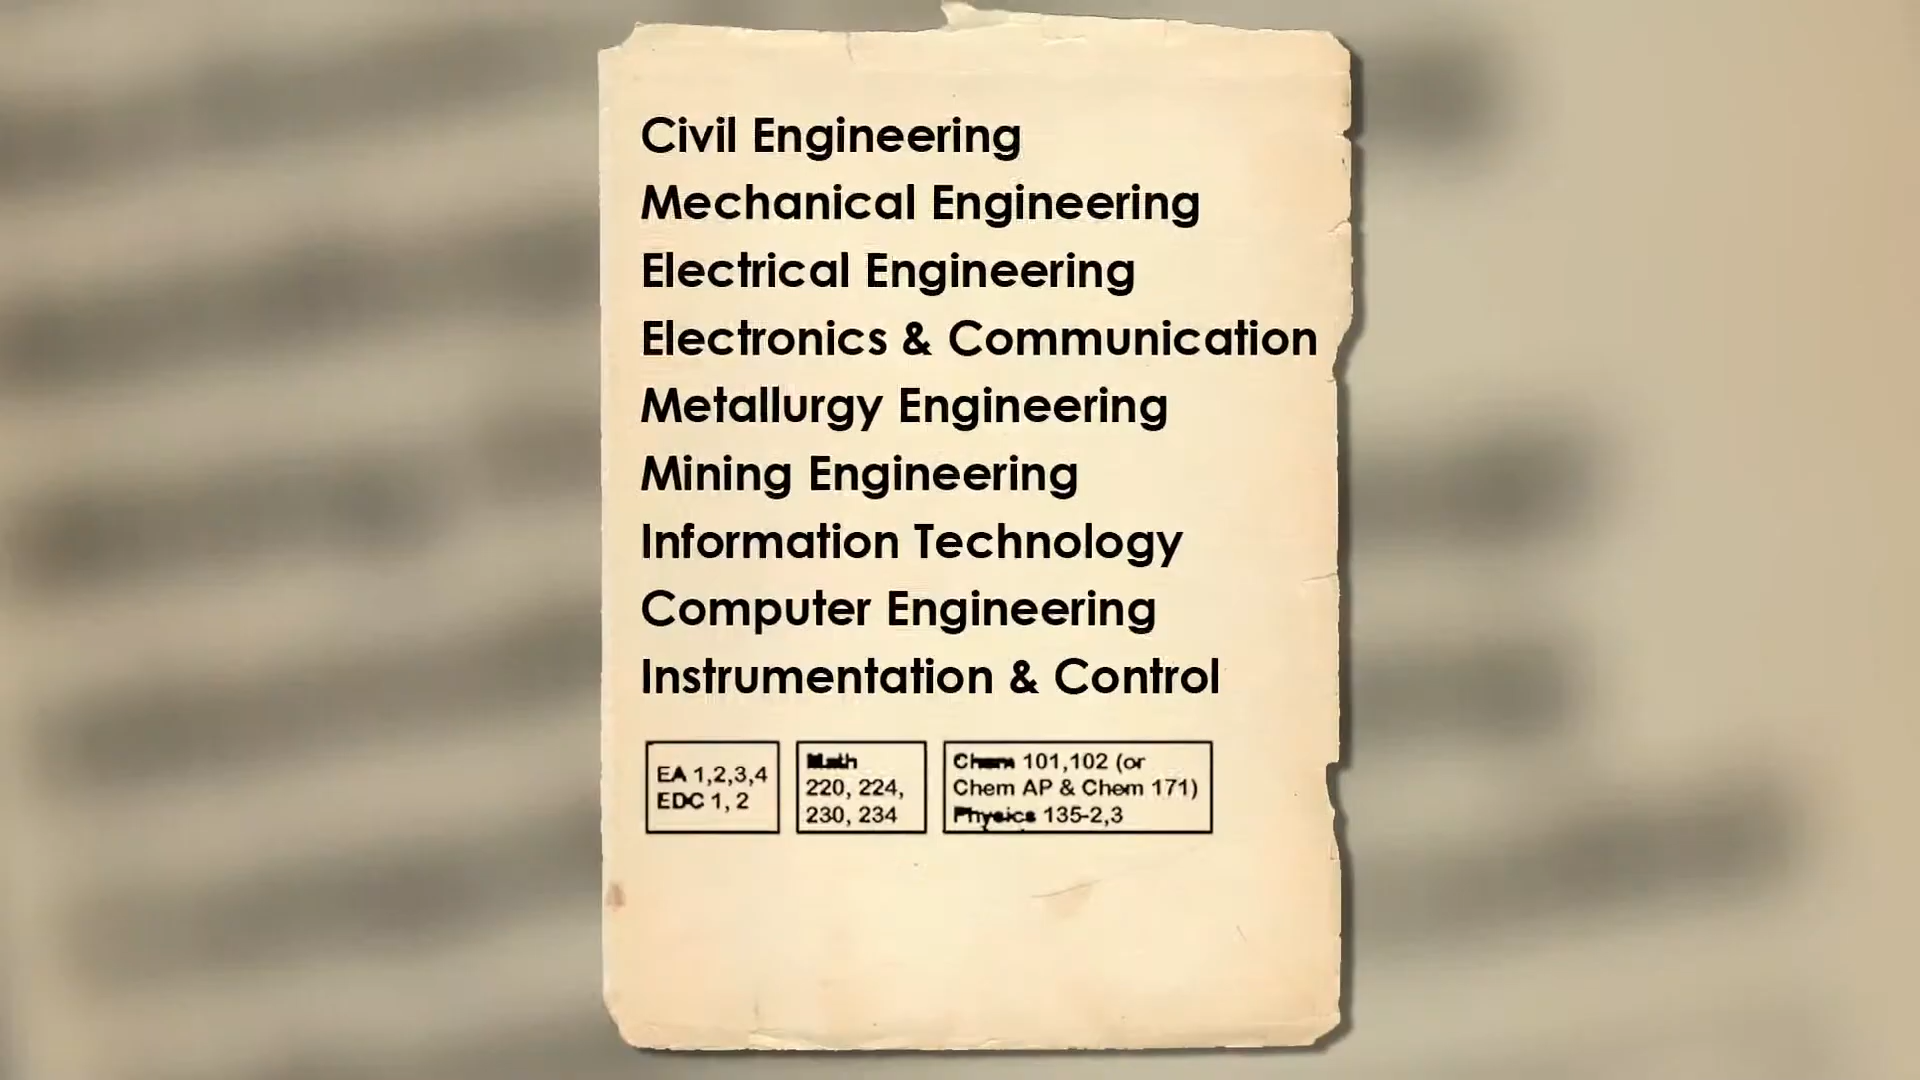 Civil Engineering
Mechanical Engineering
Electrical Engineering
Electronics & Communication
Metallurgy Engineering
Mining Engineering
Information Technology
Computer Engineering
Instrumentation & Control
EA 1,2,3,4
EDC 1, 2
Math
220, 224,
230, 234
Chem 101,102 (or
Chem AP & Chem 171)
Physics 135-2,3